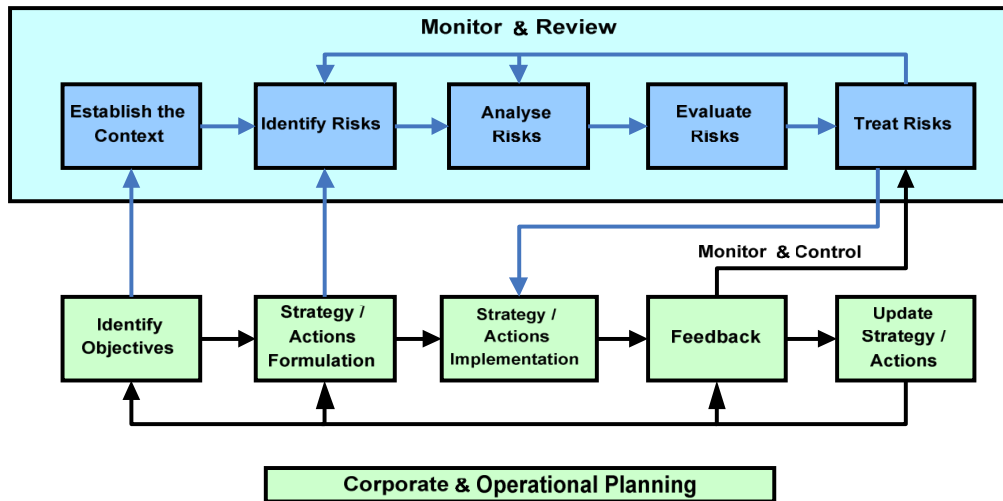 Monitor & Review
Establish the
Context
Identify Risks
Analyse
Risks
Evaluate
Risks
Treat Risks
Monitor & Control
Identify
Objectives
Strategy /
Actions
Formulation
Strategy /
Actions
Implementation
Feedback
Update
Strategy /
Actions
Corporate & Operational Planning